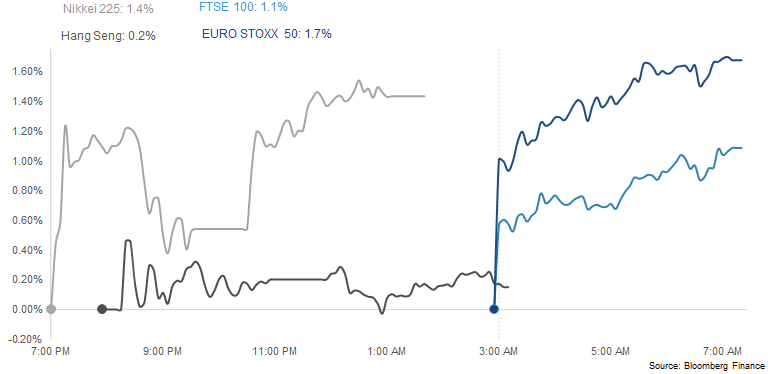 Nikkei 225: 1.4%
FTSE 100: 1.1%
Hang Seng: 0.2%
EURO STOXX 50: 1.7%
1.60%
1.40%
1.20%
1.00%
0.80%
0.60%
0.40%
0.20%
0.00%
-0.20%
7:00 PM
9:00 PM
11:00 PM
1:00 AM
3:00 AM
5:00 AM
7:00 AM
Source: Bloomberg Finance